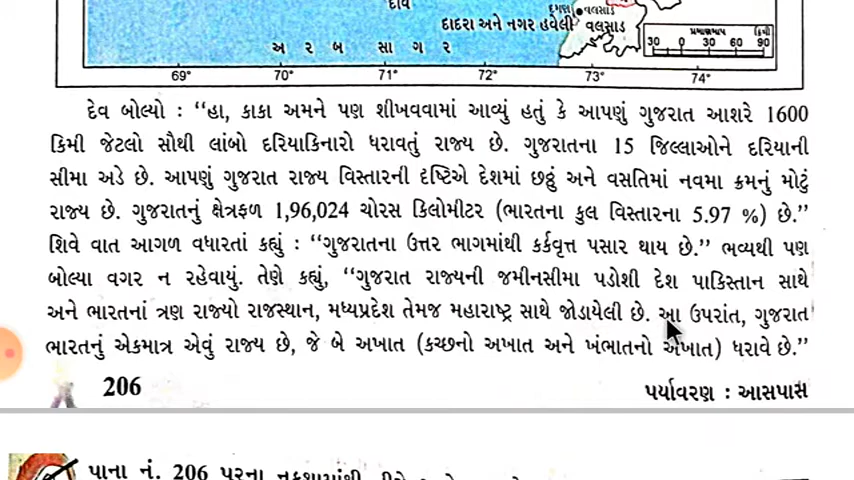 દીવ
દમણ વલસાડ
દાદરા અને નગર હવેલી વલસાડ
અ ર બ સા ગ ર
પ્રમાણમાપ કિમી
30 0 30 60 90
69° 70° 71° 72° 73° 74°
દેવ બોલ્યો : "હા, કાકા અમને પણ શીખવવામાં આવ્યું હતું કે આપણું ગુજરાત આશરે 1600
કિમી જેટલો સૌથી લાંબો દરિયાકિનારો ધરાવતું રાજ્ય છે. ગુજરાતના 15 જિલ્લાઓને દરિયાની
સીમા અડે છે. આપણું ગુજરાત રાજ્ય વિસ્તારની દૃષ્ટિએ દેશમાં છઠ્ઠું અને વસતિમાં નવમા ક્રમનું મોટું
રાજ્ય છે. ગુજરાતનું ક્ષેત્રફળ 1,96,024 ચોરસ કિલોમીટર (ભારતના કુલ વિસ્તારના 5.97 %) છે."
શિવે વાત આગળ વધારતાં કહ્યું : "ગુજરાતના ઉત્તર ભાગમાંથી કર્કવૃત્ત પસાર થાય છે." ભવ્યથી પણ
બોલ્યા વગર ન રહેવાયું. તેણે કહ્યું, "ગુજરાત રાજ્યની જમીનસીમા પડોશી દેશ પાકિસ્તાન સાથે
અને ભારતનાં ત્રણ રાજ્યો રાજસ્થાન, મધ્યપ્રદેશ તેમજ મહારાષ્ટ્ર સાથે જોડાયેલી છે. આ ઉપરાંત, ગુજરાત
ભારતનું એકમાત્ર એવું રાજ્ય છે, જે બે અખાત (કચ્છનો અખાત અને ખંભાતનો અખાત) ધરાવે છે."
206 પર્યાવરણ : આસપાસ
પાના નં. 206 પરના નકશામાંથી